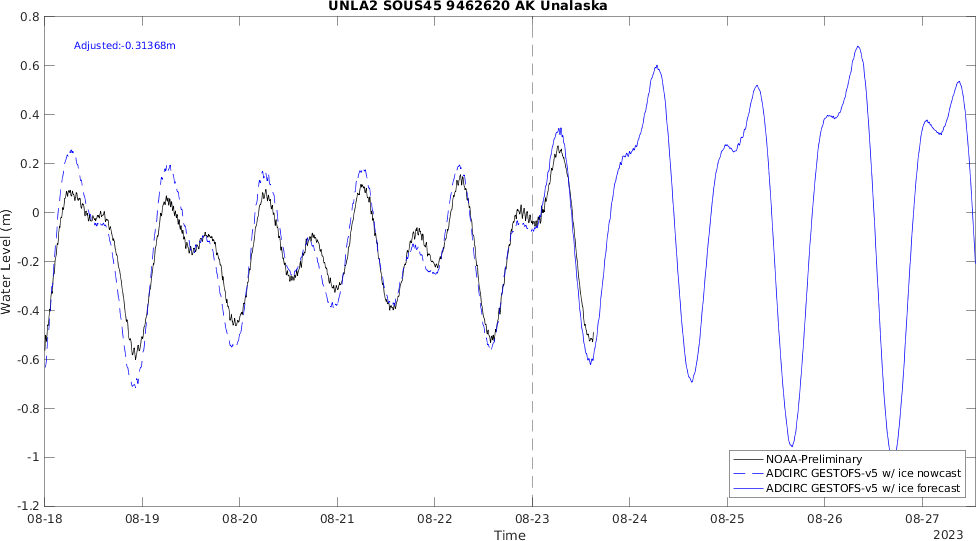 UNLA2 SOUS45 9462620 AK Unalaska
Adjusted:-0.31368m
0.8
0.6
0.4
0.2
0
-0.2
-0.4
-0.6
-0.8
-1
-1.2
Water Level (m)
NOAA-Preliminary
ADCIRC GESTOFS-v5 w/ ice nowcast
ADCIRC GESTOFS-v5 w/ ice forecast
08-18 08-19 08-20 08-21 08-22 08-23 08-24 08-25 08-26 08-27
Time
2023